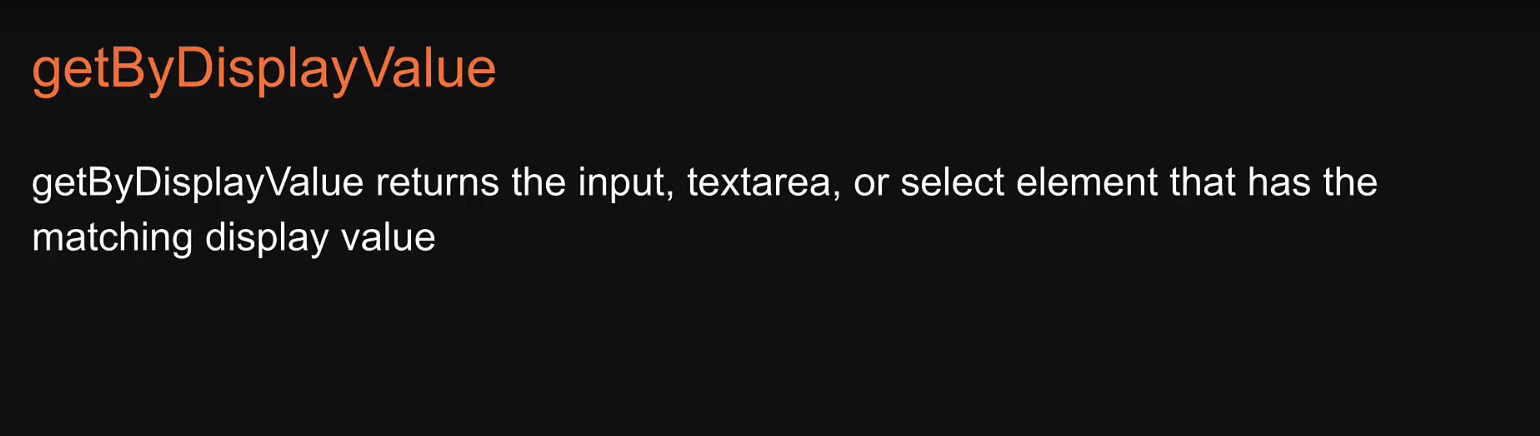 getByDisplayValue
getByDisplayValue returns the input, textarea, or select element that has the
matching display value